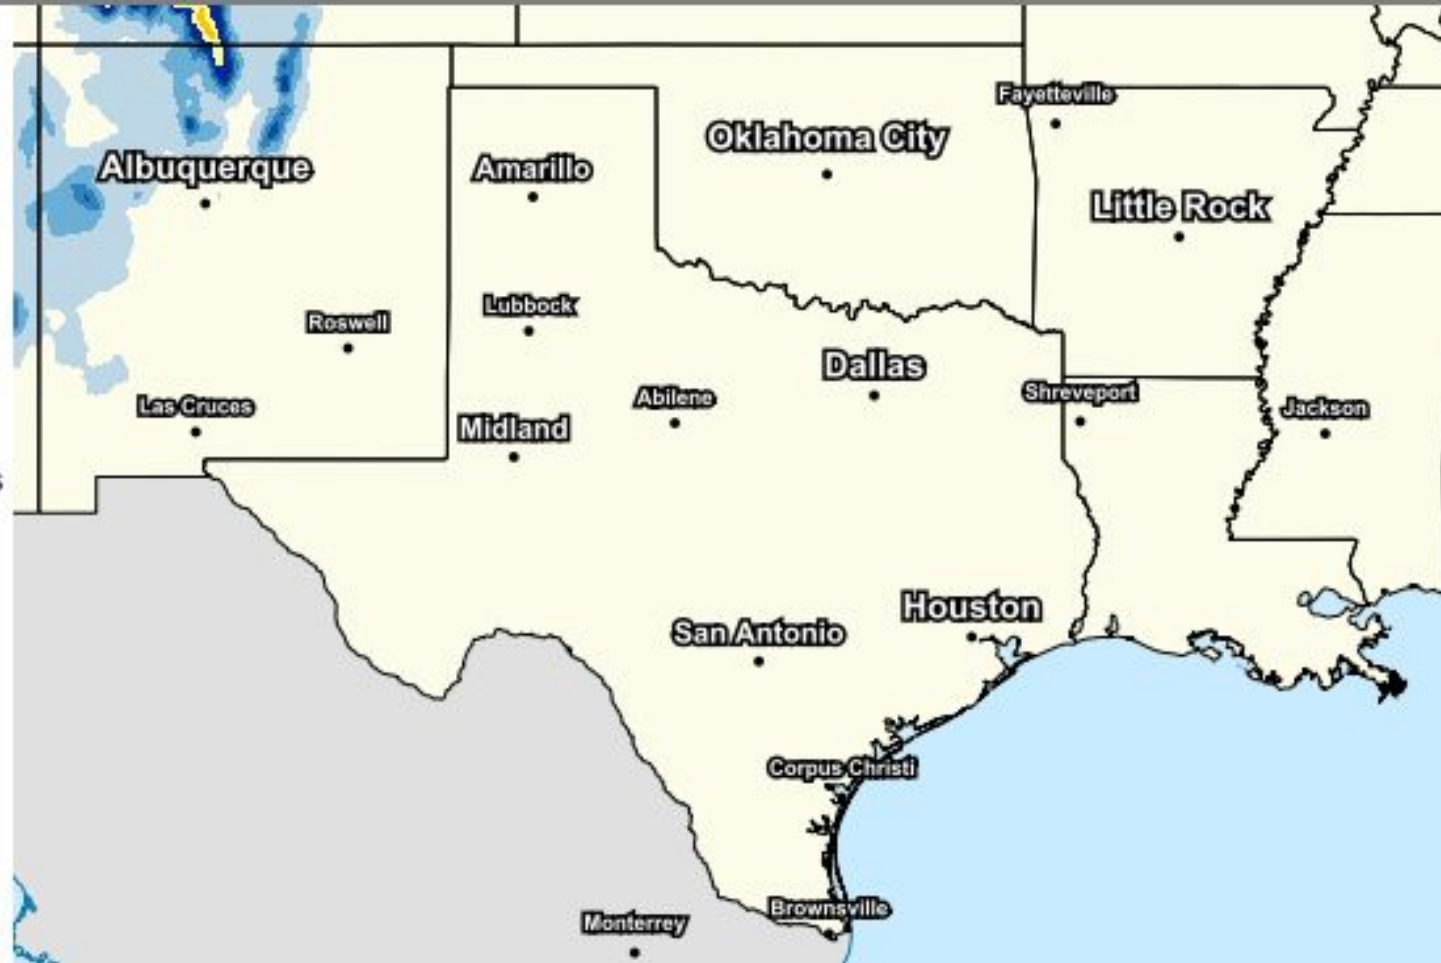 Fayetteville
Oklahoma City
Albuquerque
Amarillo
Little Rock
Lubbock
Roswell
Dallas
Abilene
Shreveport
Las Cruces
Jackson
Midland
Houston
San Antonio
Corpus Christi
Brownsville
Monterrey